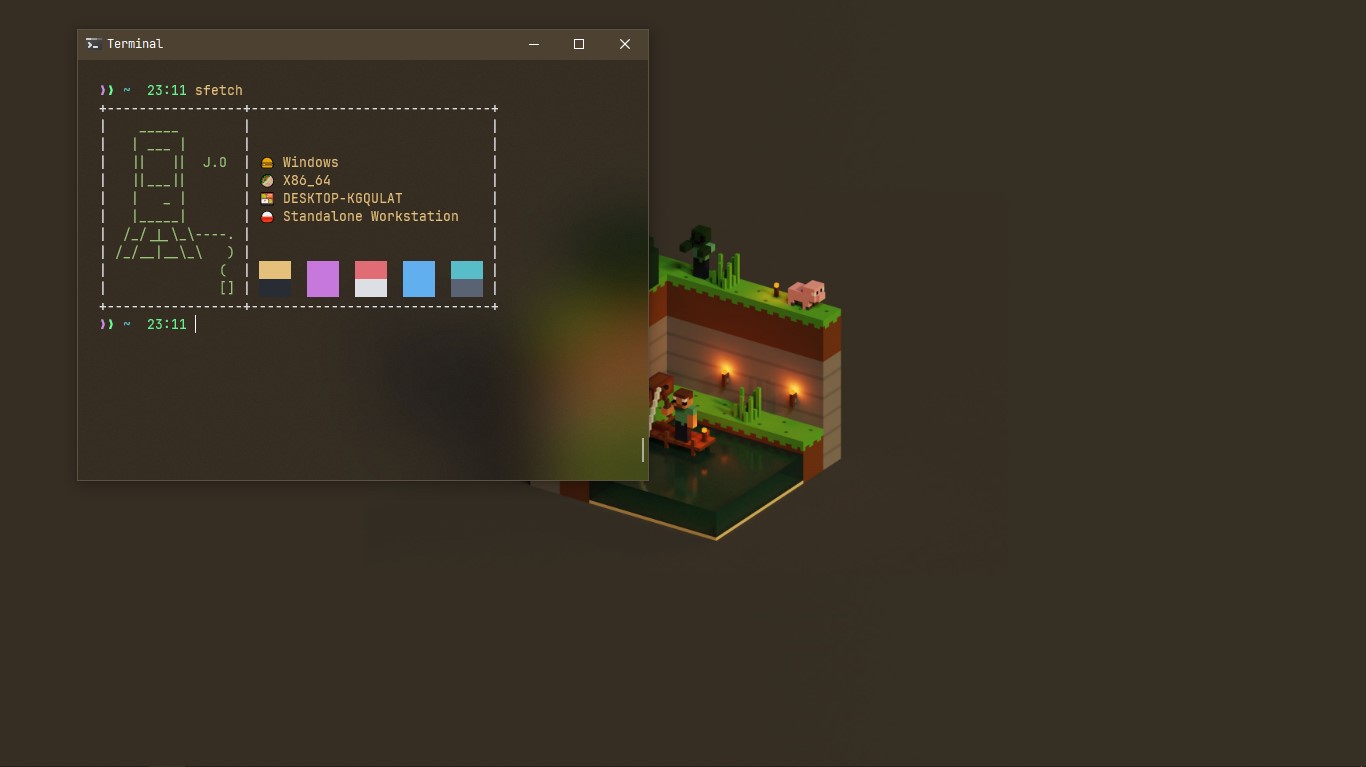 Terminal
❱❱ ~ 23:11 sfetch
J.O
Windows
X86_64
DESKTOP-KGQULAT
Standalone Workstation
❱❱ ~ 23:11